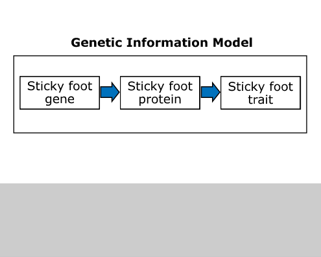 Genetic Information Model
Sticky foot gene
Sticky foot protein
Sticky foot trait